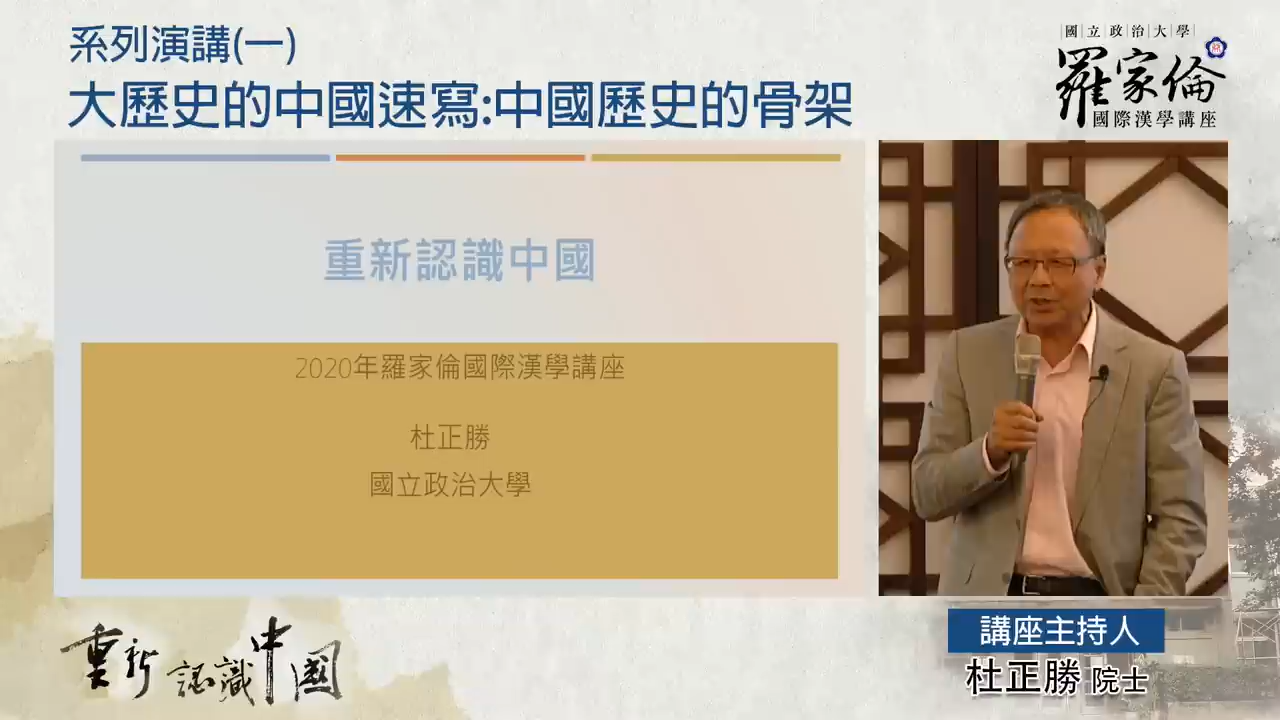 系列演講(一)
大歷史的中國速寫:中國歷史的骨架
國立政治大學
羅家倫
國際漢學講座
重新認識中國
2020年羅家倫國際漢學講座
杜正勝
國立政治大學
重新認識中國
講座主持人
杜正勝 院士